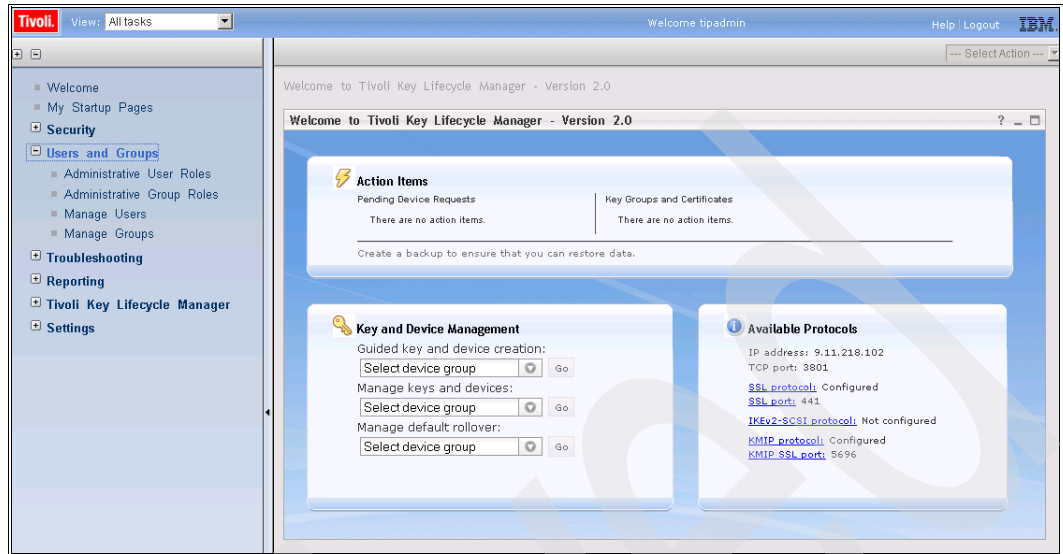 Tivoli. View: All tasks Welcome tipadmin Help | Logout IBM.
--- Select Action ---
Welcome
My Startup Pages
Security
Users and Groups
Administrative User Roles
Administrative Group Roles
Manage Users
Manage Groups
Troubleshooting
Reporting
Tivoli Key Lifecycle Manager
Settings
Welcome to Tivoli Key Lifecycle Manager - Version 2.0
Welcome to Tivoli Key Lifecycle Manager - Version 2.0 ?
Action Items
Pending Device Requests
There are no action items.
Key Groups and Certificates
There are no action items.
Create a backup to ensure that you can restore data.
Key and Device Management
Guided key and device creation:
Select device group Go
Manage keys and devices:
Select device group Go
Manage default rollover:
Select device group Go
Available Protocols
IP address: 9.11.218.102
TCP port: 3801
SSL protocol: Configured
SSL port: 441
IKEv2-SCSI protocol: Not configured
KMIP protocol: Configured
KMIP SSL port: 5696